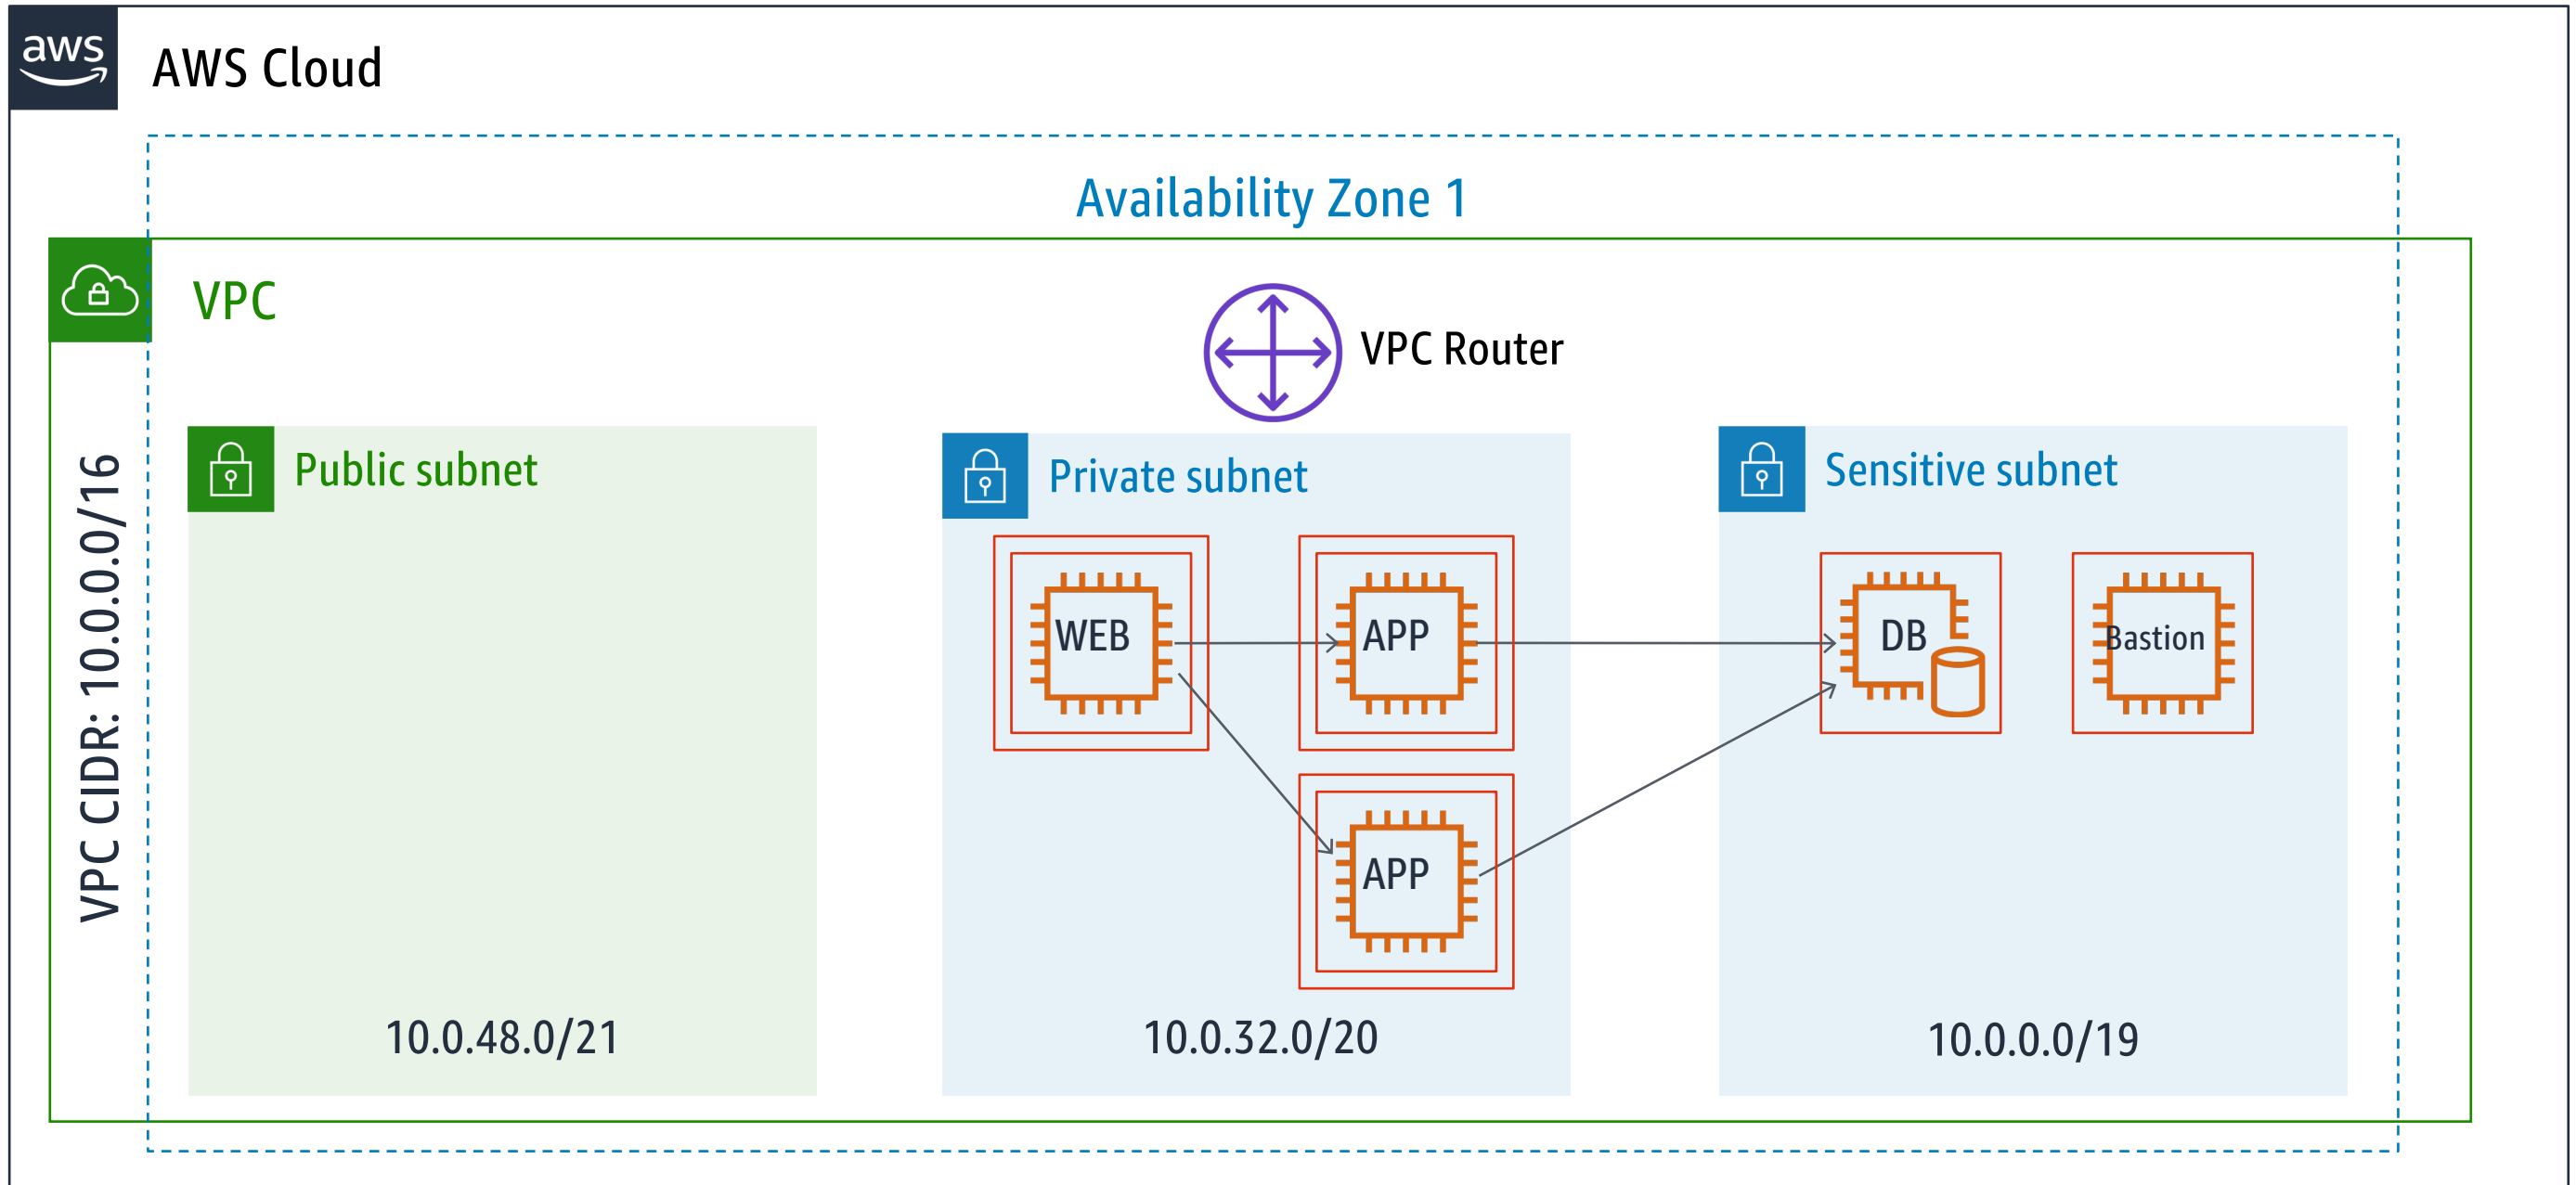 aws
AWS Cloud
Availability Zone 1
VPC
VPC Router
VPC CIDR: 10.0.0.0/16
Public subnet
Private subnet
Sensitive subnet
WEB
APP
DB
Bastion
APP
10.0.48.0/21
10.0.32.0/20
10.0.0.0/19